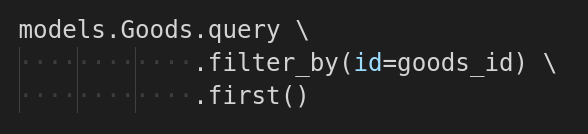 models.Goods.query \
            .filter_by(id=goods_id) \
            .first()